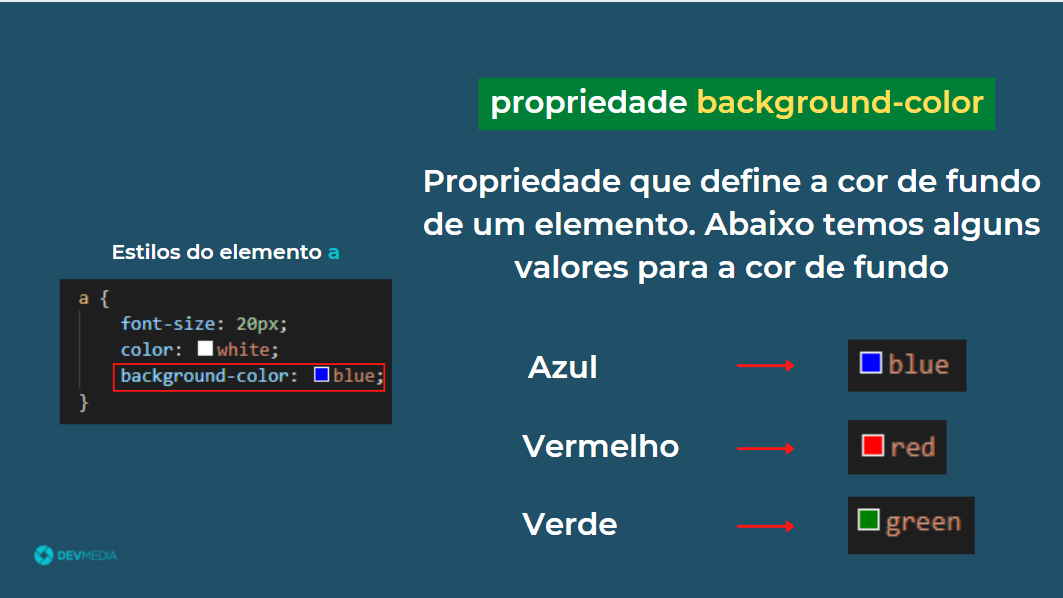 propriedade background-color
Propriedade que define a cor de fundo
de um elemento. Abaixo temos alguns
valores para a cor de fundo
Estilos do elemento a
a {
font-size: 20px;
color: white;
background-color: blue;
}
Azul
blue
Vermelho
red
Verde
green
DEVMEDIA